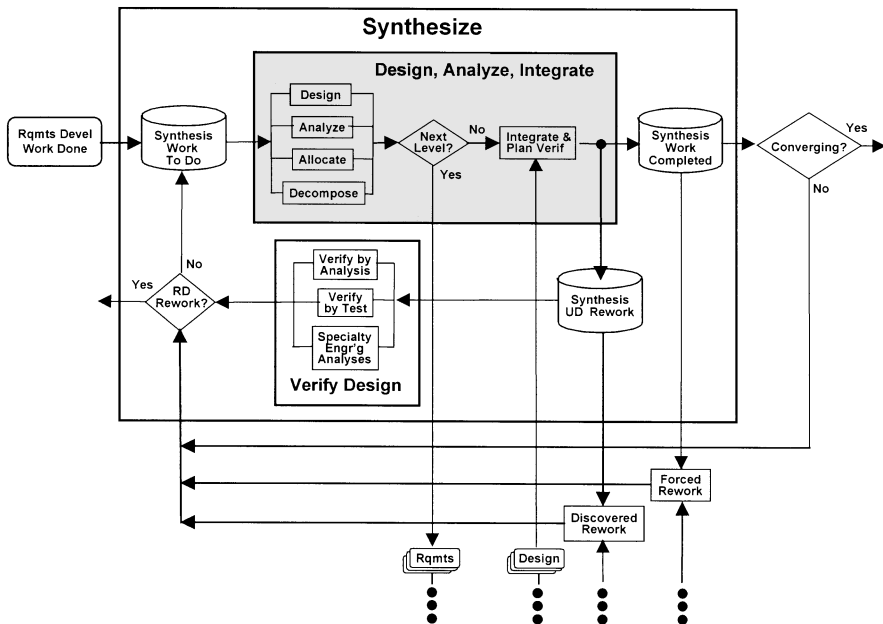 Synthesize
Design, Analyze, Integrate
Design
Analyze
Allocate
Decompose
Rqmts Devel
Work Done
Synthesis
Work
To Do
Next
Level?
No
Yes
Integrate &
Plan Verif
Synthesis
Work
Completed
Converging?
Yes
No
Verify by
Analysis
Verify
by Test
Specialty
Engr'g
Analyses
Verify Design
Synthesis
UD Rework
RD
Rework?
Yes
No
Forced
Rework
Discovered
Rework
Rqmts
Design